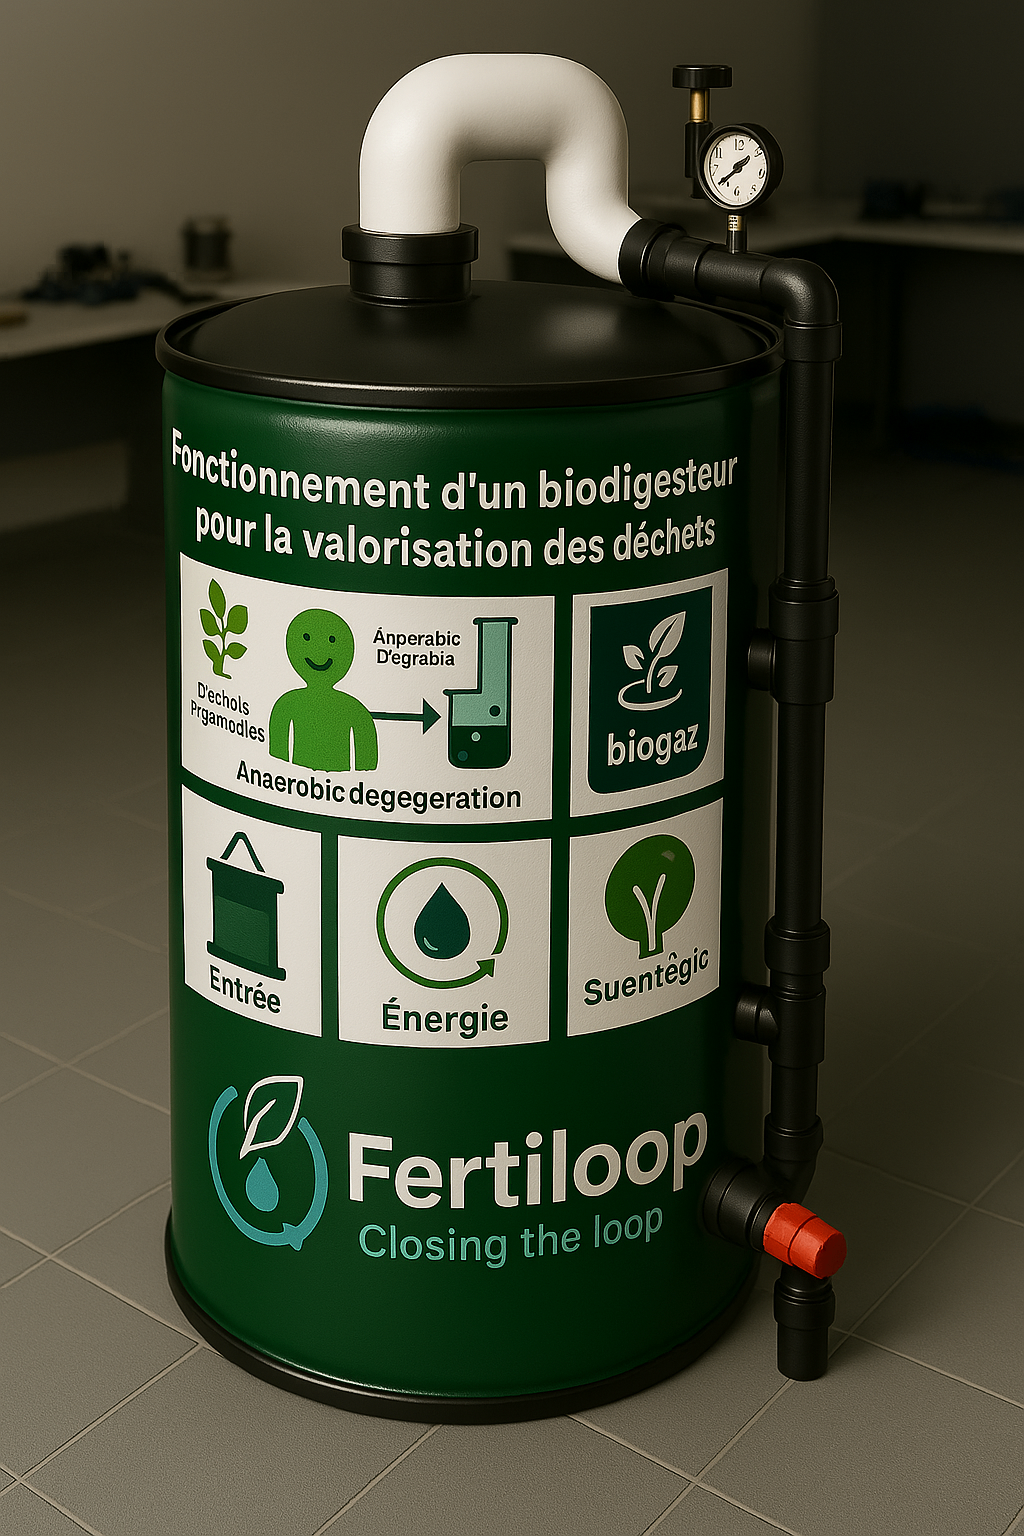 Fonctionnement d'un biodigesteur
pour la valorisation des déchets
D'echols
Prgamodles
Ánperabic
D'egrabia
Anaerobic degegeration
biogaz
Entrée
Énergie
Suentêgic
Fertiloop
Closing the loop